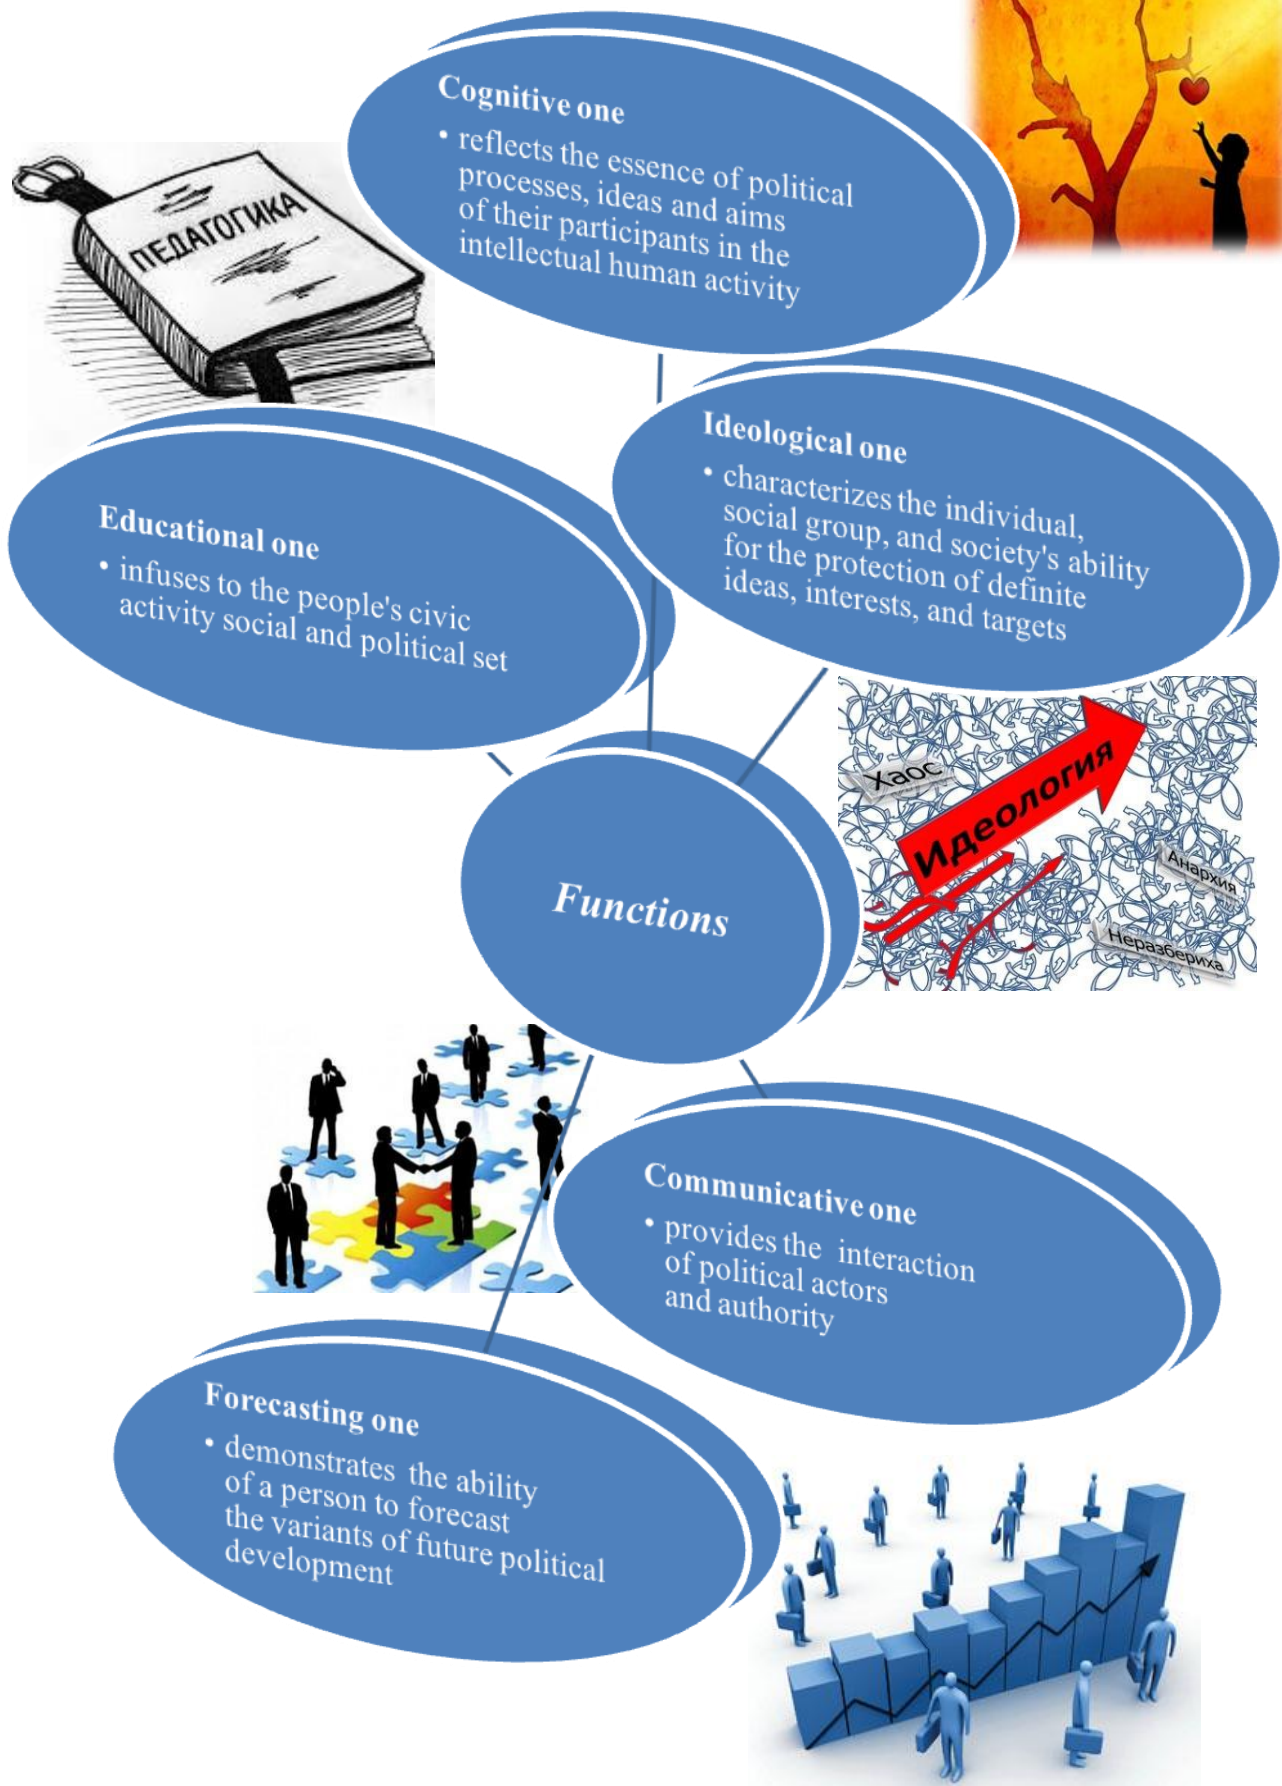 Cognitive one
• reflects the essence of political
processes, ideas and aims
of their participants in the
intellectual human activity
ПЕДАГОГИКА
Ideological one
• characterizes the individual,
social group, and society's ability
for the protection of definite
ideas, interests, and targets
Educational one
• infuses to the people's civic
activity social and political set
Хаос
Идеология
Анархия
Неразбериха
Functions
Communicative one
• provides the interaction
of political actors
and authority
Forecasting one
• demonstrates the ability
of a person to forecast
the variants of future political
development